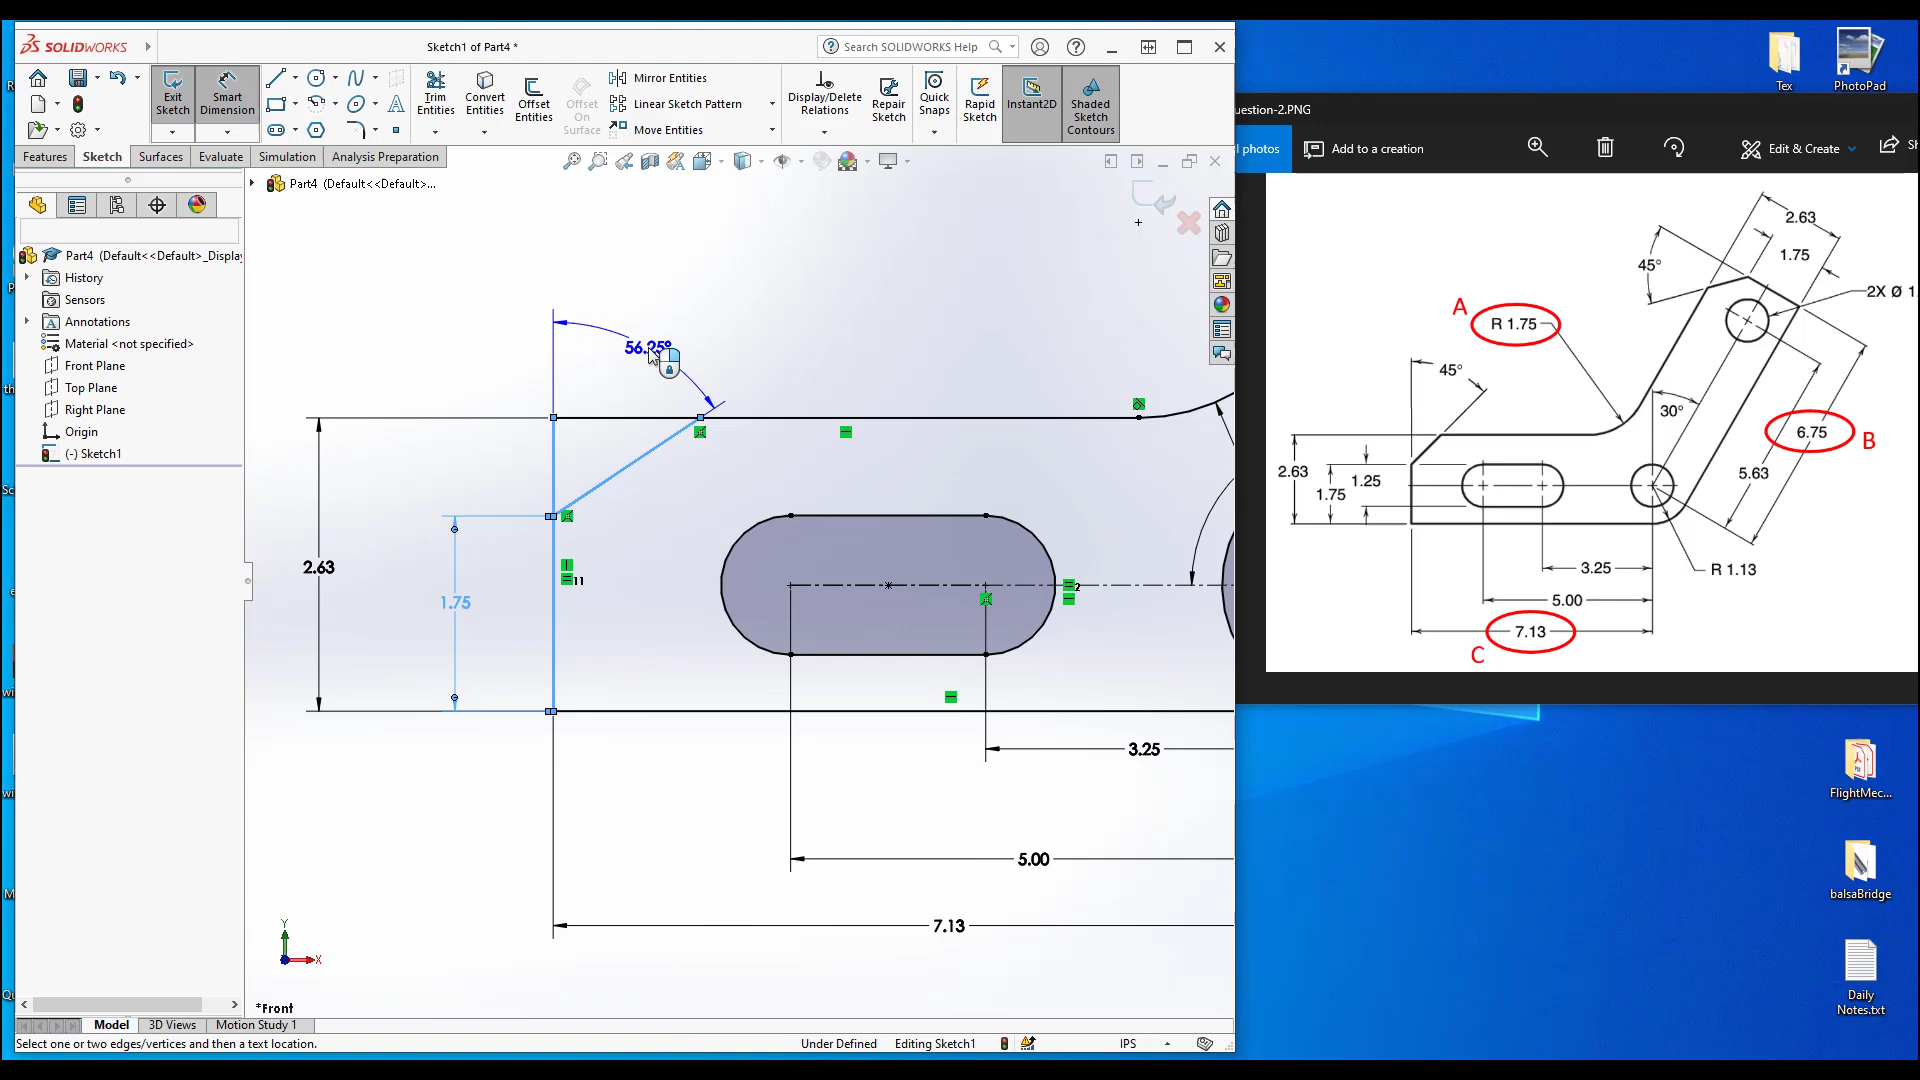 SOLIDWORKS
Sketch1 of Part4 *
Search SOLIDWORKS Help
Exit Sketch
Smart Dimension
Trim Entities
Convert Entities
Offset Entities
Offset On Surface
Mirror Entities
Linear Sketch Pattern
Move Entities
Display/Delete Relations
Repair Sketch
Quick Snaps
Rapid Sketch
Instant2D
Shaded Sketch Contours
Features
Sketch
Surfaces
Evaluate
Simulation
Analysis Preparation
Part4 (Default<<Default>...
Part4 (Default<<Default>_Display
History
Sensors
Annotations
Material <not specified>
Front Plane
Top Plane
Right Plane
Origin
(-) Sketch1
56.25°
2.63
1.75
11
2
3.25
5.00
7.13
Y
X
*Front
Model
3D Views
Motion Study 1
Select one or two edges/vertices and then a text location.
Under Defined
Editing Sketch1
IPS
uestion-2.PNG
l photos
Add to a creation
Edit & Create
2.63
1.75
45°
2X Ø 1
A
R 1.75
45°
30°
6.75
B
5.63
2.63
1.75
1.25
3.25
R 1.13
5.00
7.13
C
Tex
PhotoPad
FlightMec...
balsaBridge
Daily
Notes.txt